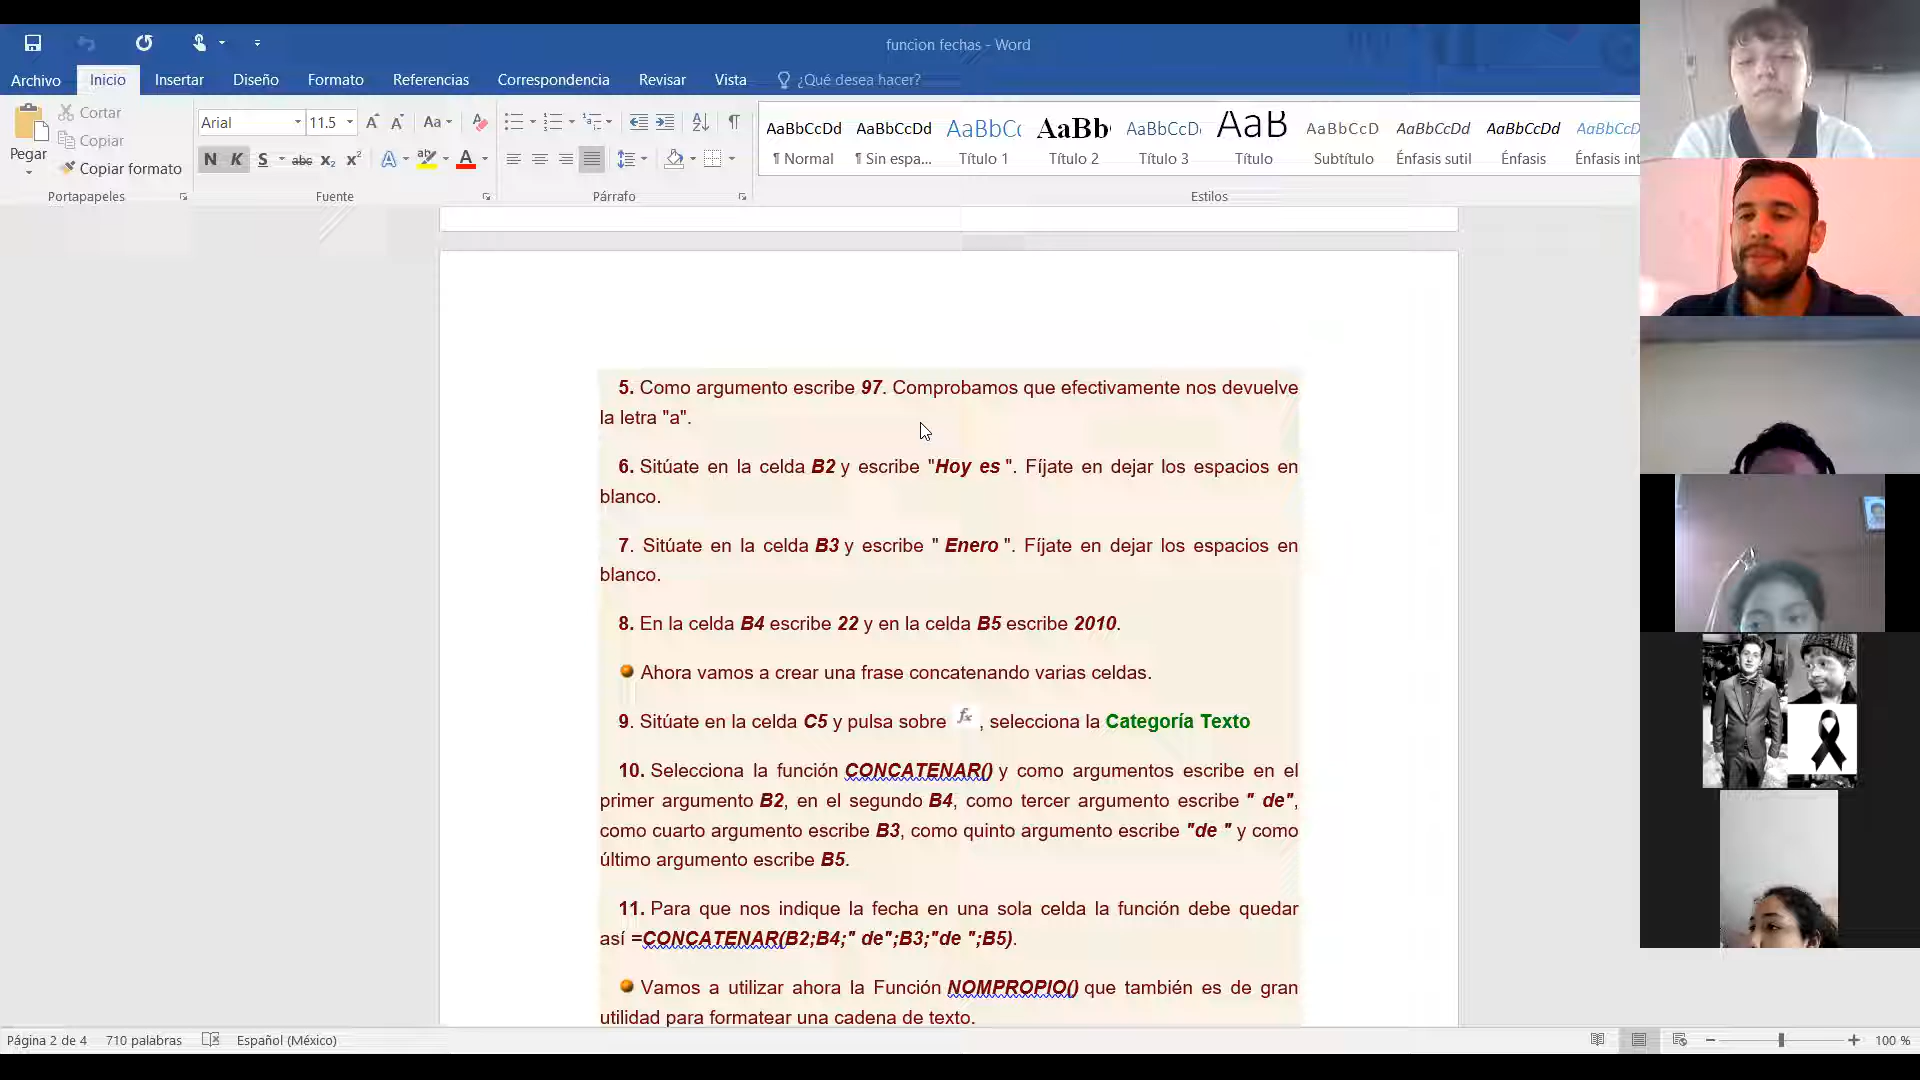 funcion fechas - Word
Archivo Inicio Insertar Diseño Formato Referencias Correspondencia Revisar Vista ¿Qué desea hacer?
Pegar
Cortar
Copiar
Copiar formato
Portapapeles
Arial 11.5 Aa
N K S abc x₂ x² A ab A
Fuente
Párrafo
AaBbCcDd AaBbCcDd AaBbCc AaBb AaBbCcD AaB AaBbCcD AaBbCcDd AaBbCcDd AaBbCcDd
¶ Normal ¶ Sin espa... Título 1 Título 2 Título 3 Título Subtítulo Énfasis sutil Énfasis Énfasis int
Estilos
5. Como argumento escribe 97. Comprobamos que efectivamente nos devuelve
la letra "a".
6. Sitúate en la celda B2 y escribe "Hoy es ". Fíjate en dejar los espacios en
blanco.
7. Sitúate en la celda B3 y escribe " Enero ". Fíjate en dejar los espacios en
blanco.
8. En la celda B4 escribe 22 y en la celda B5 escribe 2010.
Ahora vamos a crear una frase concatenando varias celdas.
9. Sitúate en la celda C5 y pulsa sobre fx , selecciona la Categoría Texto
10. Selecciona la función CONCATENAR() y como argumentos escribe en el
primer argumento B2, en el segundo B4, como tercer argumento escribe " de",
como cuarto argumento escribe B3, como quinto argumento escribe "de " y como
último argumento escribe B5.
11. Para que nos indique la fecha en una sola celda la función debe quedar
así =CONCATENAR(B2;B4;" de";B3;"de ";B5).
Vamos a utilizar ahora la Función NOMPROPIO() que también es de gran
utilidad para formatear una cadena de texto.
Página 2 de 4 710 palabras Español (México) 100 %